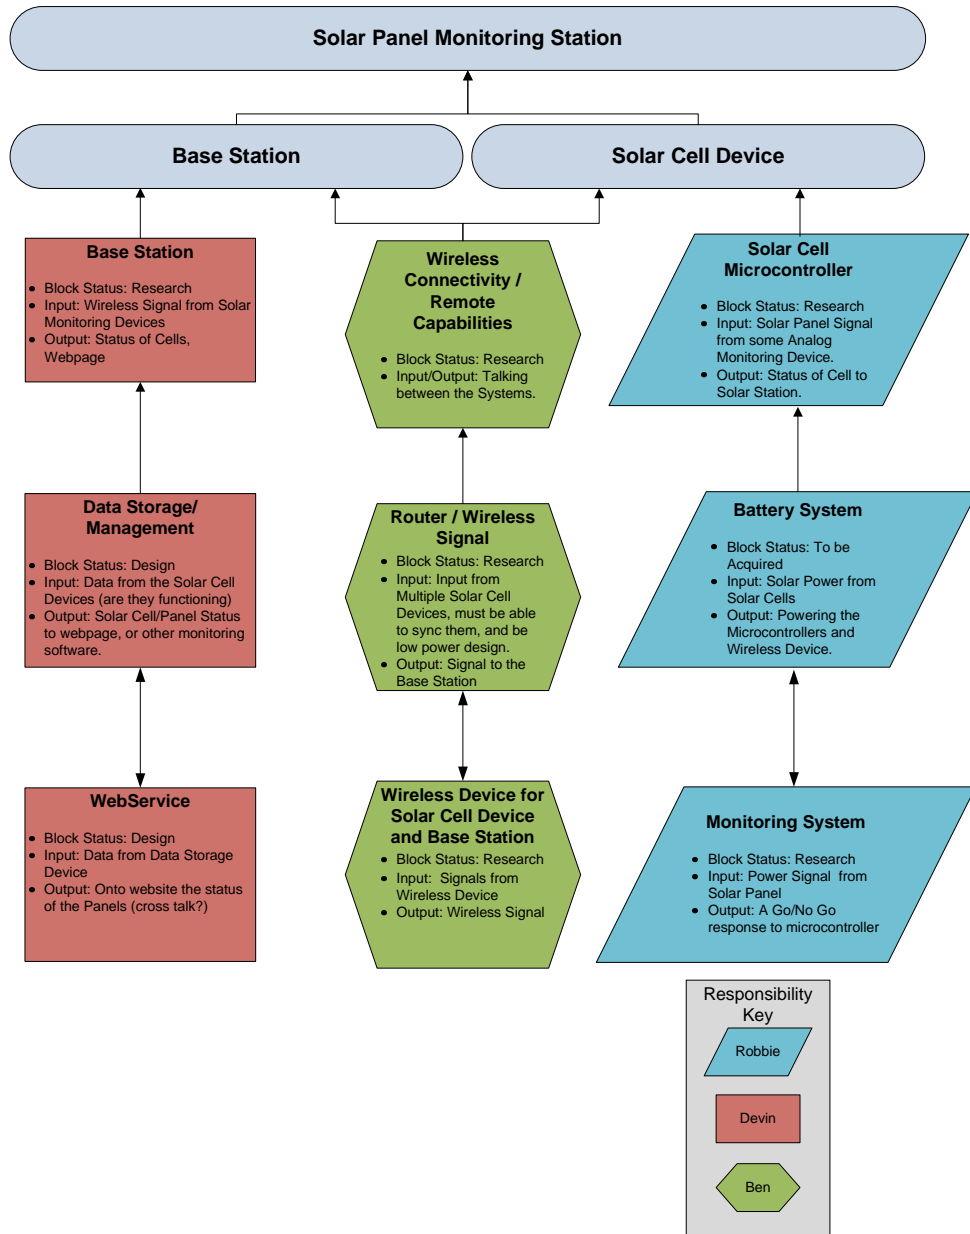 Solar Panel Monitoring Station
Base Station
Solar Cell Device
Base Station
• Block Status: Research
• Input: Wireless Signal from Solar
Monitoring Devices
• Output: Status of Cells,
Webpage
Wireless
Connectivity /
Remote
Capabilities
• Block Status: Research
• Input/Output: Talking
between the Systems.
Solar Cell
Microcontroller
• Block Status: Research
• Input: Solar Panel Signal
from some Analog
Monitoring Device.
• Output: Status of Cell to
Solar Station.
Data Storage/
Management
• Block Status: Design
• Input: Data from the Solar Cell
Devices (are they functioning)
• Output: Solar Cell/Panel Status
to webpage, or other monitoring
software.
Router / Wireless
Signal
• Block Status: Research
• Input: Input from
Multiple Solar Cell
Devices, must be able
to sync them, and be
low power design.
• Output: Signal to the
Base Station
Battery System
• Block Status: To be
Acquired
• Input: Solar Power from
Solar Cells
• Output: Powering the
Microcontrollers and
Wireless Device.
WebService
• Block Status: Design
• Input: Data from Data Storage
Device
• Output: Onto website the status
of the Panels (cross talk?)
Wireless Device for
Solar Cell Device
and Base Station
• Block Status: Research
• Input: Signals from
Wireless Device
• Output: Wireless Signal
Monitoring System
• Block Status: Research
• Input: Power Signal from
Solar Panel
• Output: A Go/No Go
response to microcontroller
Responsibility
Key
Robbie
Devin
Ben